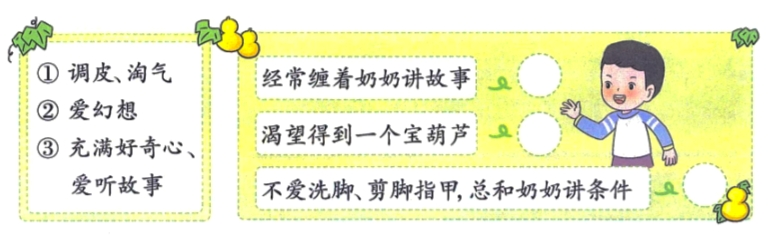 ① 调皮、淘气
② 爱幻想
③ 充满好奇心、
爱听故事
经常缠着奶奶讲故事
渴望得到一个宝葫芦
不爱洗脚、剪脚指甲,总和奶奶讲条件